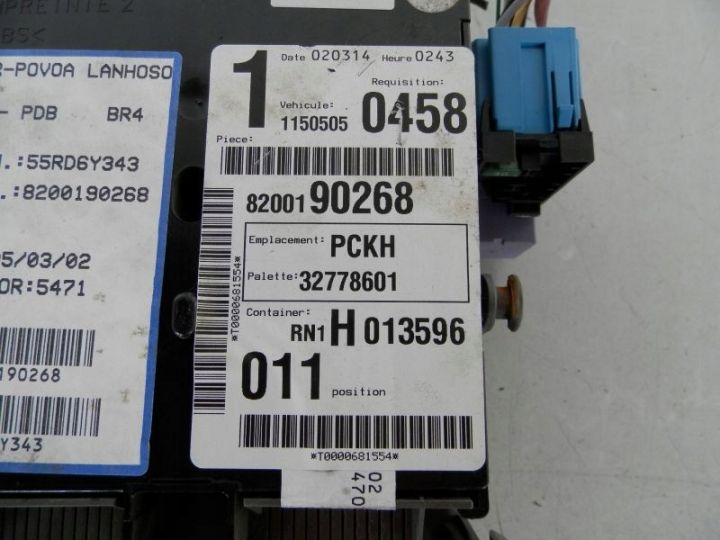 MPREINTE 2
B5<
R-POVOA LANHOSO
- PDB BR4
.:55RD6Y343
.:8200190268
5/03/02
OR:5471
190268
Y343
1
Date 020314 Heure 0243
Requisition:
Vehicule:
1150505 0458
Piece:
8200190268
Emplacement: PCKH
Palette: 32778601
Container:
RN1 H 013596
011 position
*T0000681554*
*T0000681554*
02
470